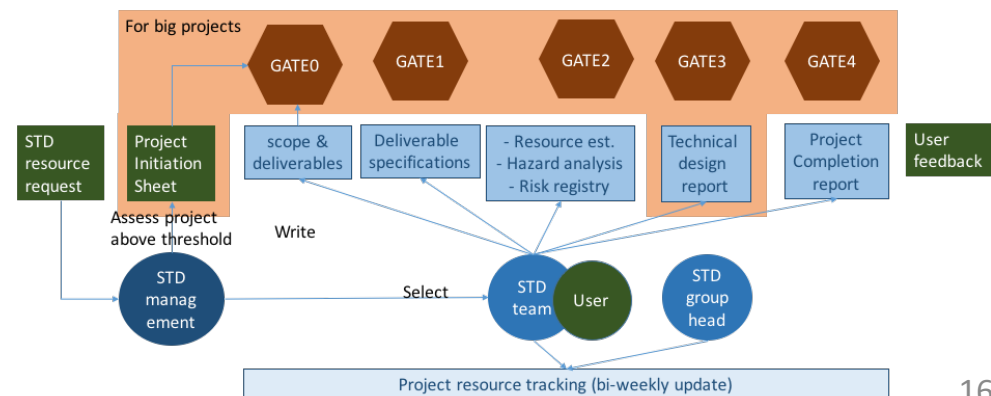 For big projects
GATE0
GATE1
GATE2
GATE3
GATE4
STD
resource
request
Project
Initiation
Sheet
scope &
deliverables
Deliverable
specifications
- Resource est.
- Hazard analysis
- Risk registry
Technical
design
report
Project
Completion
report
User
feedback
Assess project
above threshold
Write
STD
manag
ement
Select
STD
team
User
STD
group
head
Project resource tracking (bi-weekly update)
16